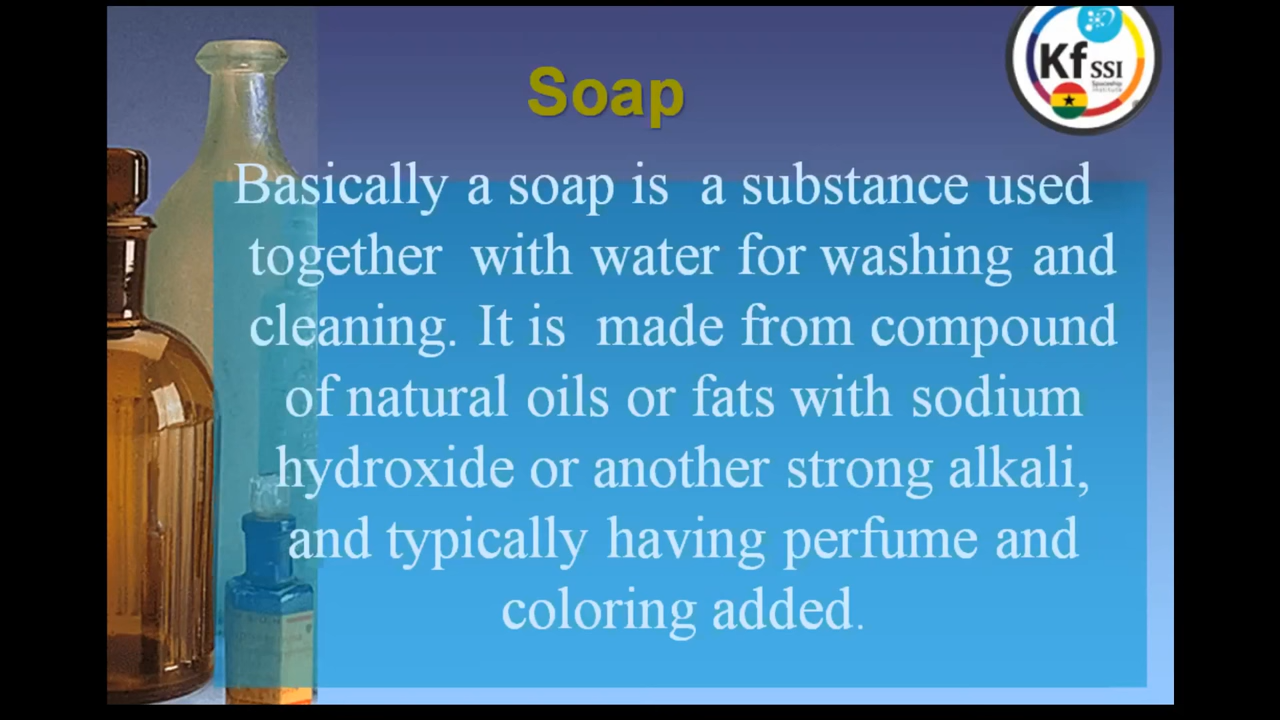 Soap
Kf SSI
Spaceship
Institute
Basically a soap is a substance used
together with water for washing and
cleaning. It is made from compound
of natural oils or fats with sodium
hydroxide or another strong alkali,
and typically having perfume and
coloring added.